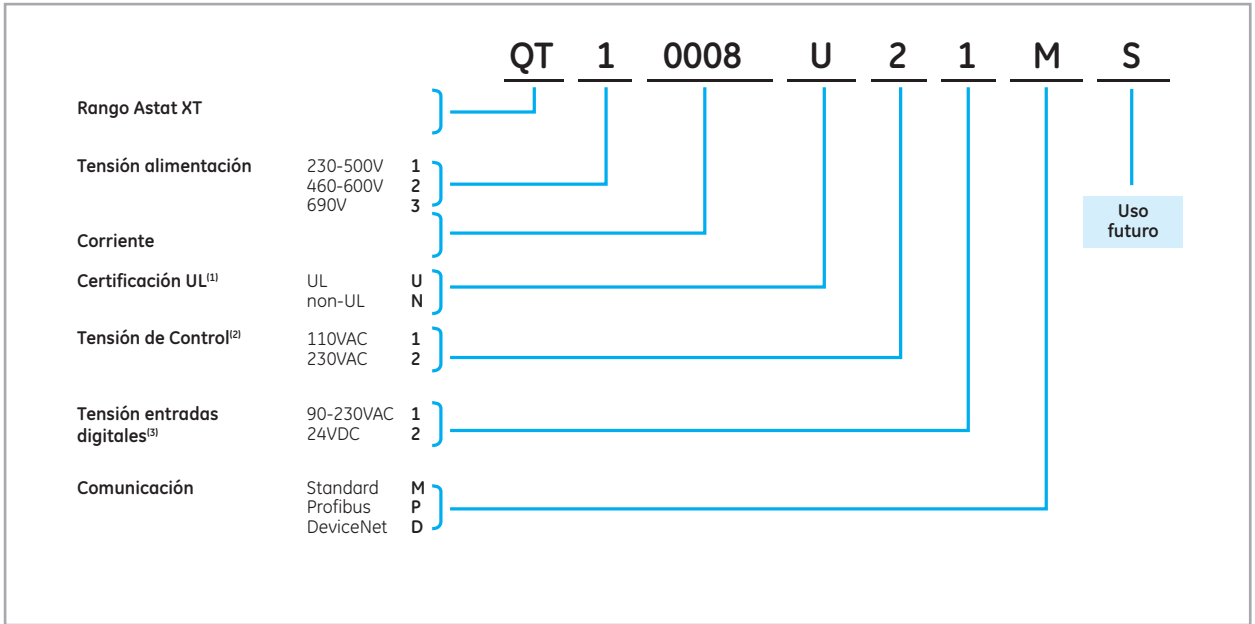 QT 1 0008 U 2 1 M S
Rango Astat XT
Tensión alimentación 230-500V 1
460-600V 2
690V 3
Uso
futuro
Corriente
Certificación UL(1) UL U
non-UL N
Tensión de Control(2) 110VAC 1
230VAC 2
Tensión entradas 90-230VAC 1
digitales(3) 24VDC 2
Comunicación Standard M
Profibus P
DeviceNet D